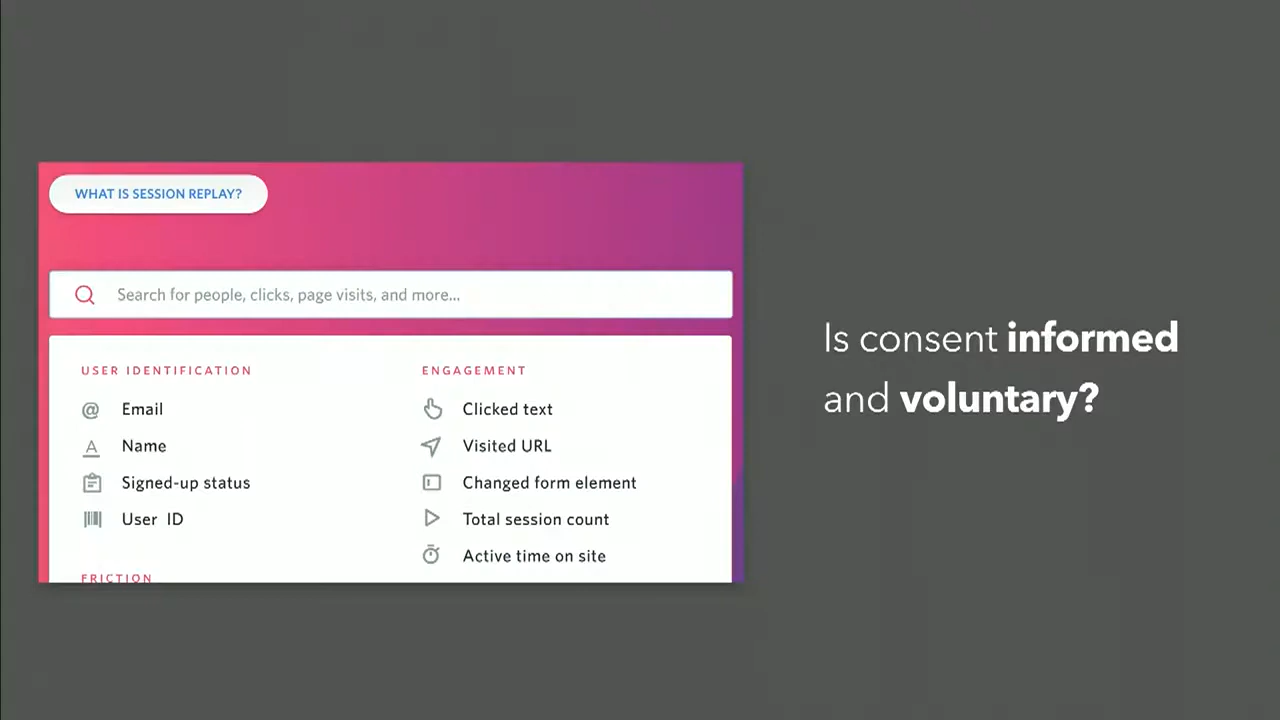 WHAT IS SESSION REPLAY?
Search for people, clicks, page visits, and more...
USER IDENTIFICATION
@ Email
A Name
Signed-up status
User ID
FRICTION
ENGAGEMENT
Clicked text
Visited URL
Changed form element
Total session count
Active time on site
Is consent informed
and voluntary?